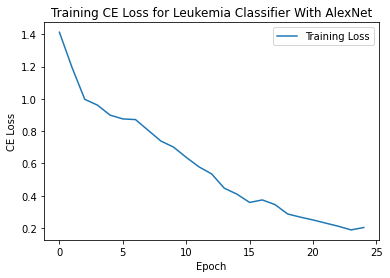 Training CE Loss for Leukemia Classifier With AlexNet
Training Loss
CE Loss
1.4
1.2
1.0
0.8
0.6
0.4
0.2
0 5 10 15 20 25
Epoch